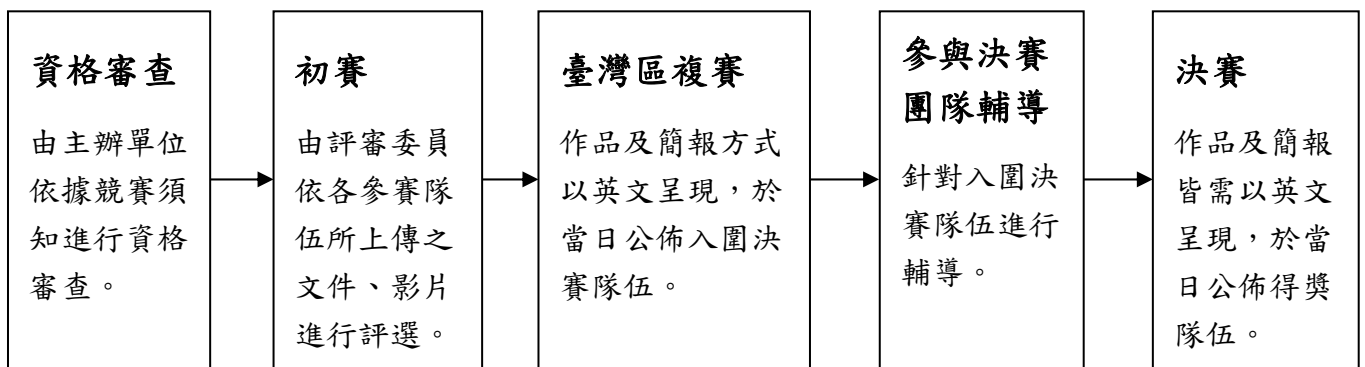 資格審查
由主辦單位
依據競賽須
知進行資格
審查。
初賽
由評審委員
依各參賽隊
伍所上傳之
文件、影片
進行評選。
臺灣區複賽
作品及簡報方式
以英文呈現，於
當日公佈入圍決
賽隊伍。
參與決賽
團隊輔導
針對入圍決
賽隊伍進行
輔導。
決賽
作品及簡報
皆需以英文
呈現，於當
日公佈得獎
隊伍。